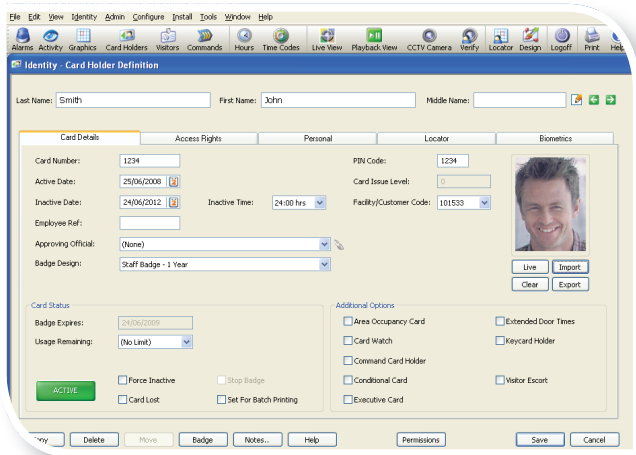 File Edit View Identity Admin Configure Install Tools Window Help
Alarms Activity Graphics Card Holders Visitors Commands Hours Time Codes Live View Playback View CCTV Camera Verify Locator Design Logoff Print
Identity - Card Holder Definition
Last Name: Smith First Name: John Middle Name:
Card Details Access Rights Personal Locator Biometrics
Card Number: 1234 PIN Code: 1234
Active Date: 25/06/2008 Card Issue Level: 0
Inactive Date: 24/06/2012 Inactive Time: 24:00 hrs Facility/Customer Code: 101533
Employee Ref:
Approving Official: (None)
Badge Design: Staff Badge - 1 Year
Live Import
Clear Export
Card Status Additional Options
Badge Expires: 24/06/2009 Area Occupancy Card Extended Door Times
Usage Remaining: (No Limit) Card Watch Keycard Holder
Command Card Holder
ACTIVE Force Inactive Stop Badge Conditional Card Visitor Escort
Card Lost Set For Batch Printing Executive Card
Delete Move Badge Notes.. Help Permissions Save Cancel